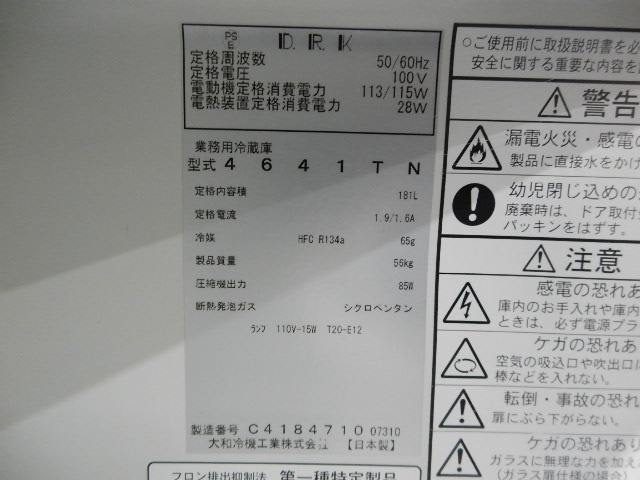 PS
E D.R.K
定格周波数 50/60Hz
定格電圧 100V
電動機定格消費電力 113/115W
電熱装置定格消費電力 28W
業務用冷蔵庫
型式 4641TN
定格内容積 181L
定格電流 1.9/1.6A
冷媒 HFC R134a 65g
製品質量 56kg
圧縮機出力 85W
断熱発泡ガス シクロペンタン
ランプ 110V-15W T20-E12
製造番号 C4184710 07310
大和冷機工業株式会社 【日本製】
フロン排出抑制法 第一種特定製品
○ご使用前に取扱説明書を必
安全に関する重要な内容を
警告
漏電火災・感電の
製品に直接水をかけ
幼児閉じ込めの
廃棄時は、ドア取付
パッキンをはずす。
注意
感電の恐れあ
庫内のお手入れや庫内
ときは、必ず電源プラ
ケガの恐れあり
空気の吸込口や吹出口に
棒などを入れない。
転倒・事故の恐れ
扉にぶら下がらない。
ケガの恐れあり
ガラスに無理な力を加え
(ガラス扉仕様の場合)